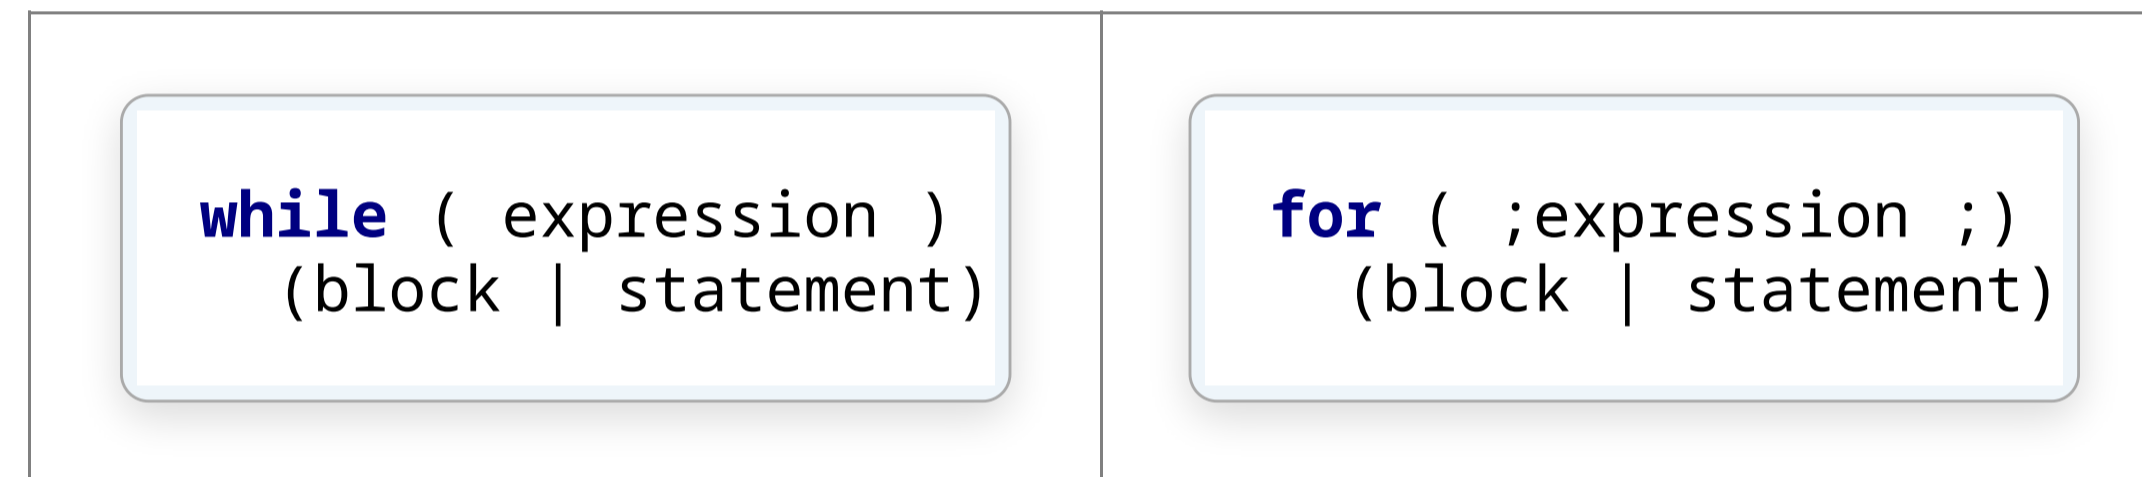 while ( expression )
(block | statement)
for ( ;expression ;)
(block | statement)